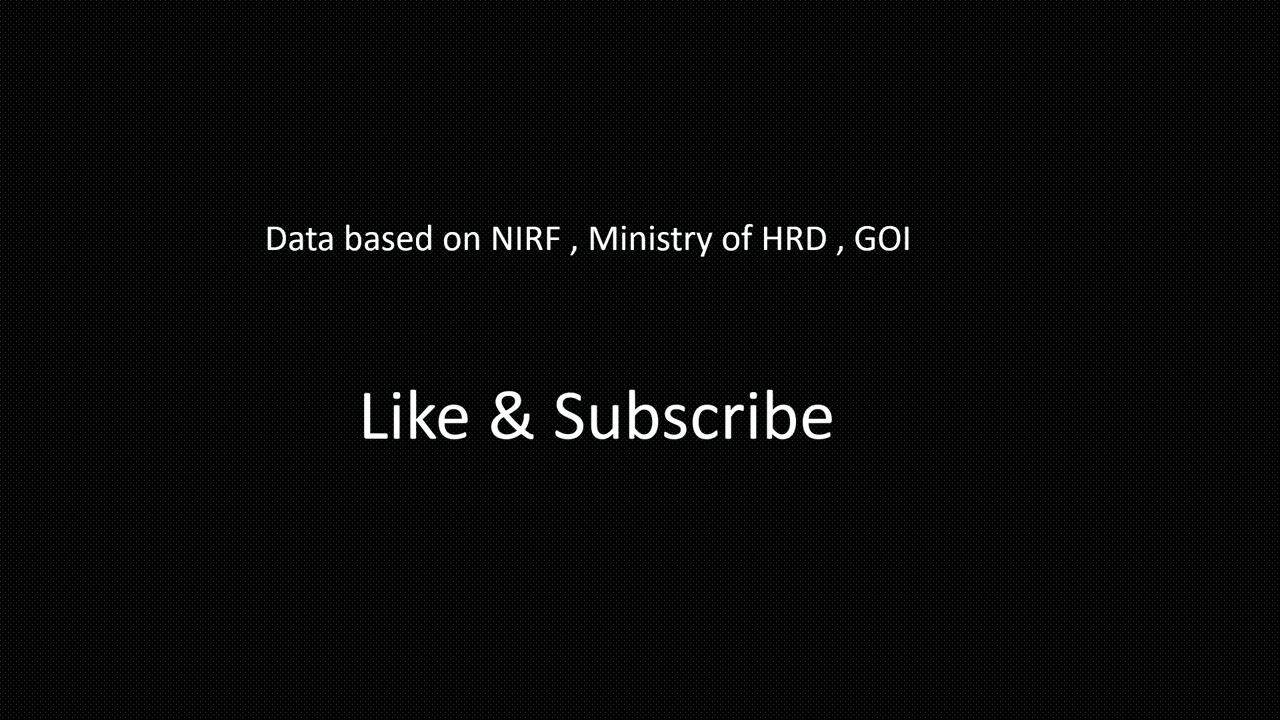 Data based on NIRF , Ministry of HRD , GOI
Like & Subscribe